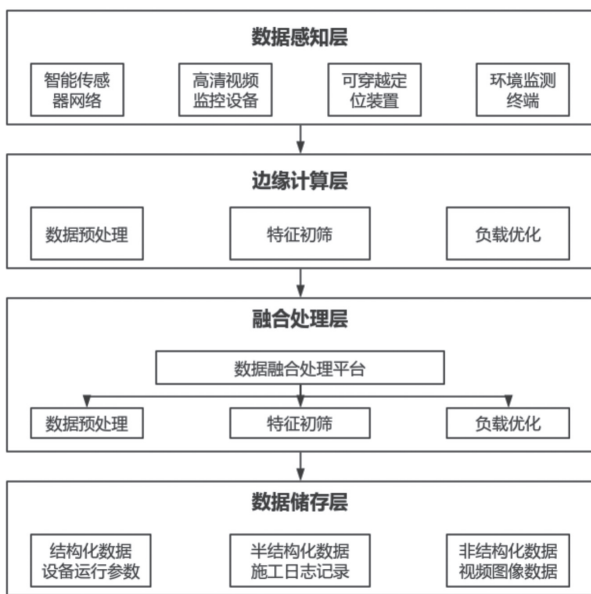 数据感知层
智能传感
器网络
高清视频
监控设备
可穿越定
位装置
环境监测
终端
边缘计算层
数据预处理
特征初筛
负载优化
融合处理层
数据融合处理平台
数据预处理
特征初筛
负载优化
数据储存层
结构化数据
设备运行参数
半结构化数据
施工日志记录
非结构化数据
视频图像数据